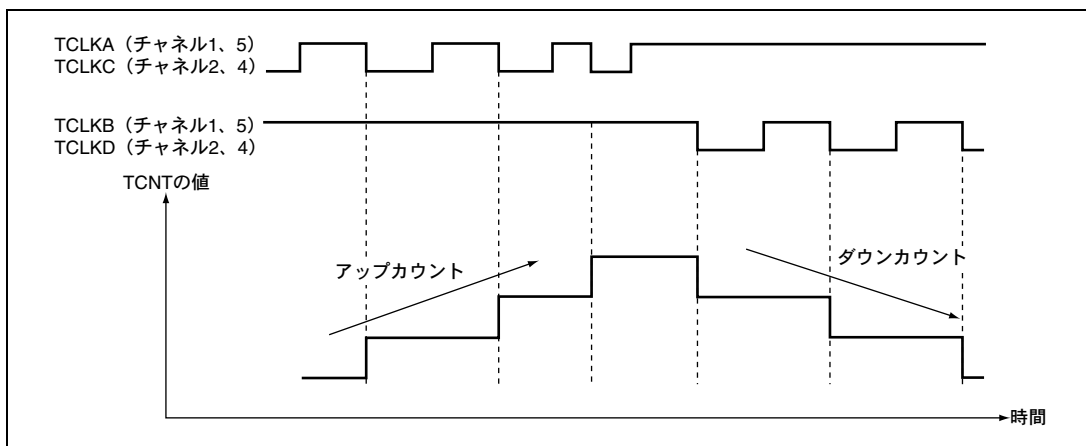 TCLKA（チャネル1、5）
TCLKC（チャネル2、4）
TCLKB（チャネル1、5）
TCLKD（チャネル2、4）
TCNTの値
アップカウント
ダウンカウント
時間